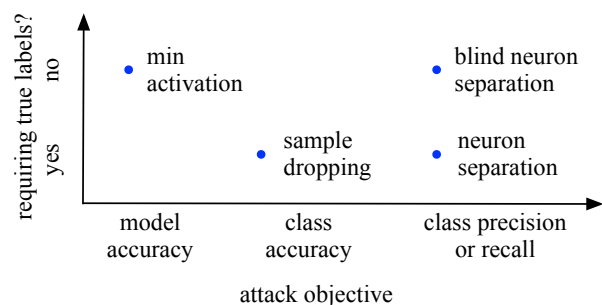 requiring true labels?
no
yes
min
activation
blind neuron
separation
sample
dropping
neuron
separation
model
accuracy
class
accuracy
class precision
or recall
attack objective